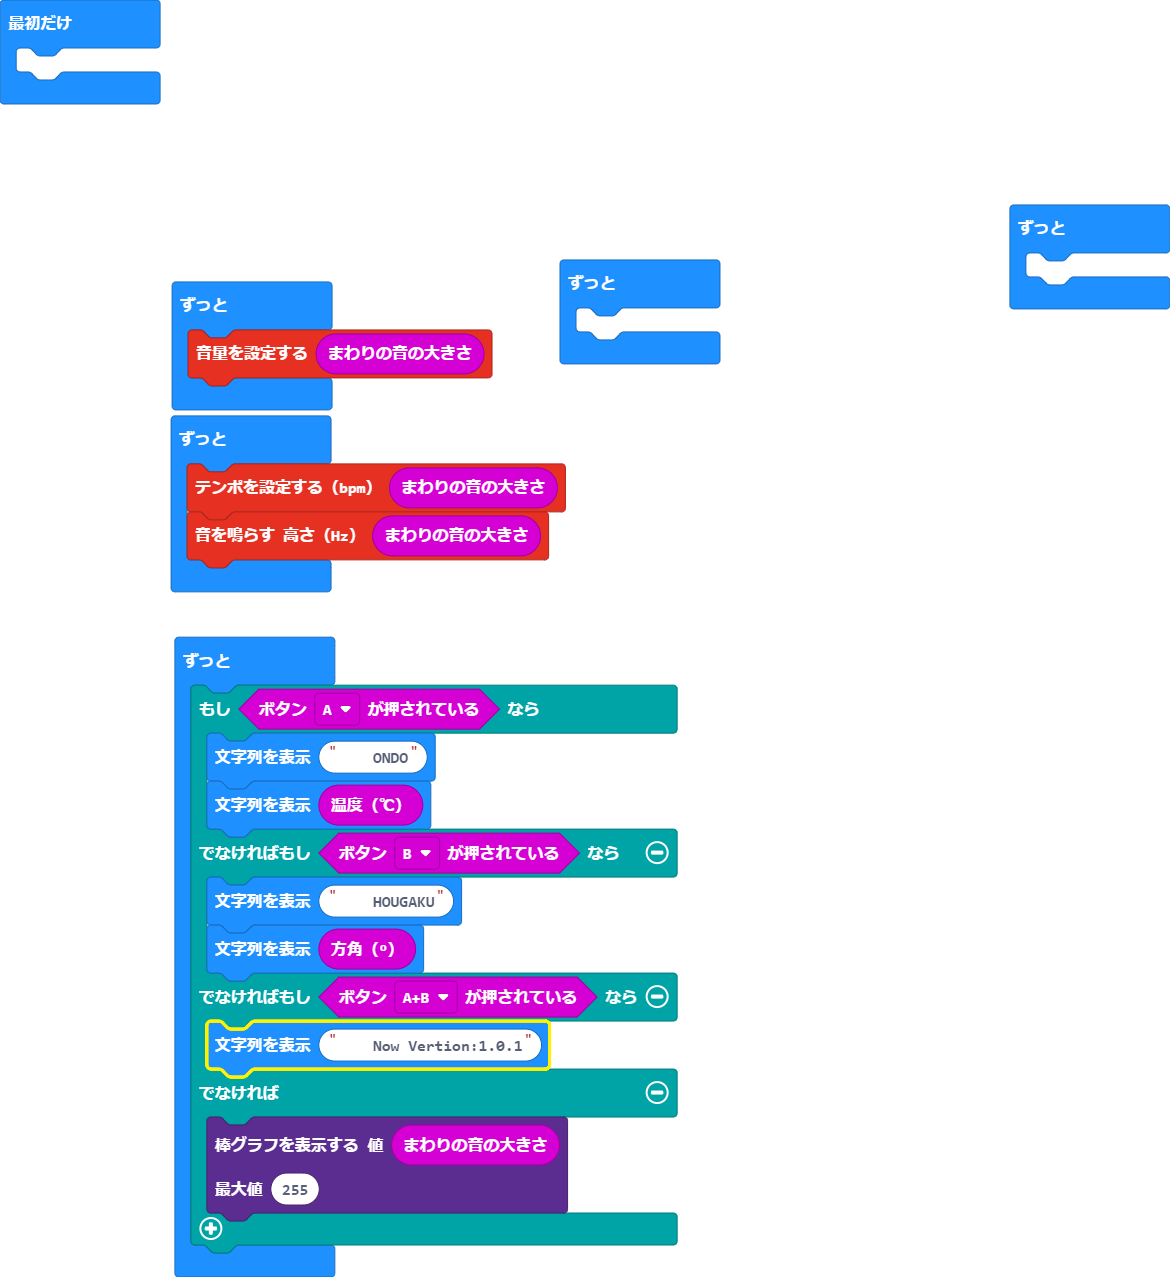 最初だけ
ずっと
ずっと
ずっと
音量を設定する まわりの音の大きさ
ずっと
テンポを設定する（bpm） まわりの音の大きさ
音を鳴らす 高さ（Hz） まわりの音の大きさ
ずっと
もし ボタン A が押されている なら
文字列を表示 " ONDO"
文字列を表示 温度（℃）
でなければもし ボタン B が押されている なら
文字列を表示 " HOUGAKU"
文字列を表示 方角（°）
でなければもし ボタン A+B が押されている なら
文字列を表示 " Now Vertion:1.0.1"
でなければ
棒グラフを表示する 値 まわりの音の大きさ
最大値 255